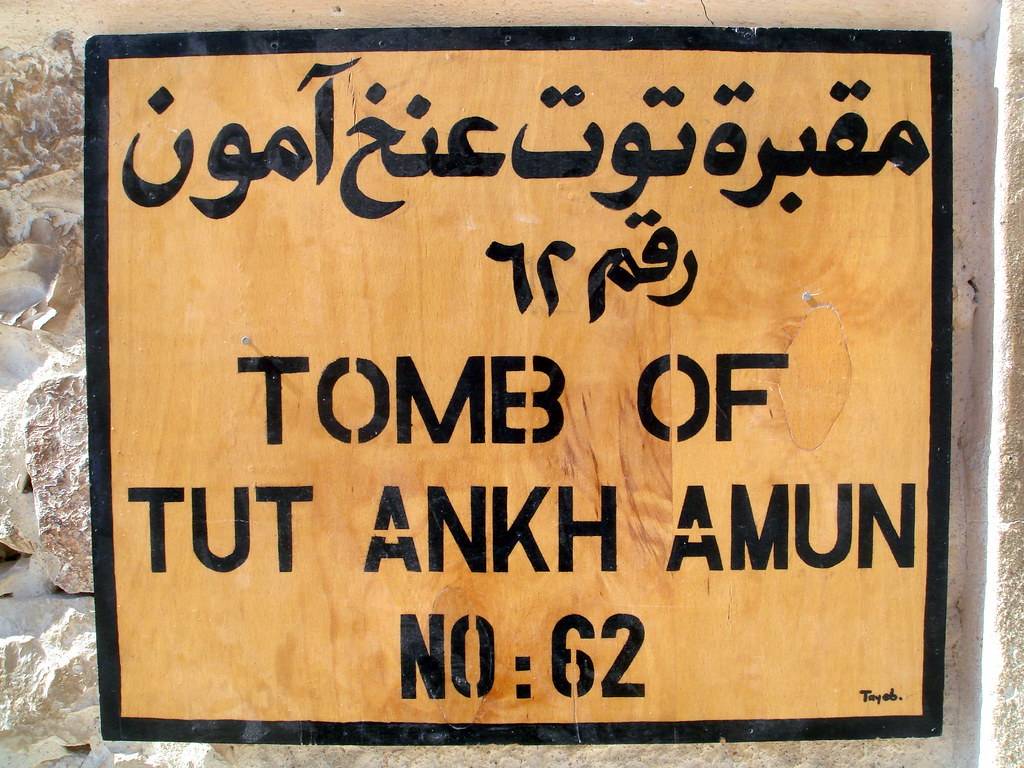 مقبرة توت عنخ آمون
رقم ٦٢
TOMB OF
TUT ANKH AMUN
NO:62
Tayeb.